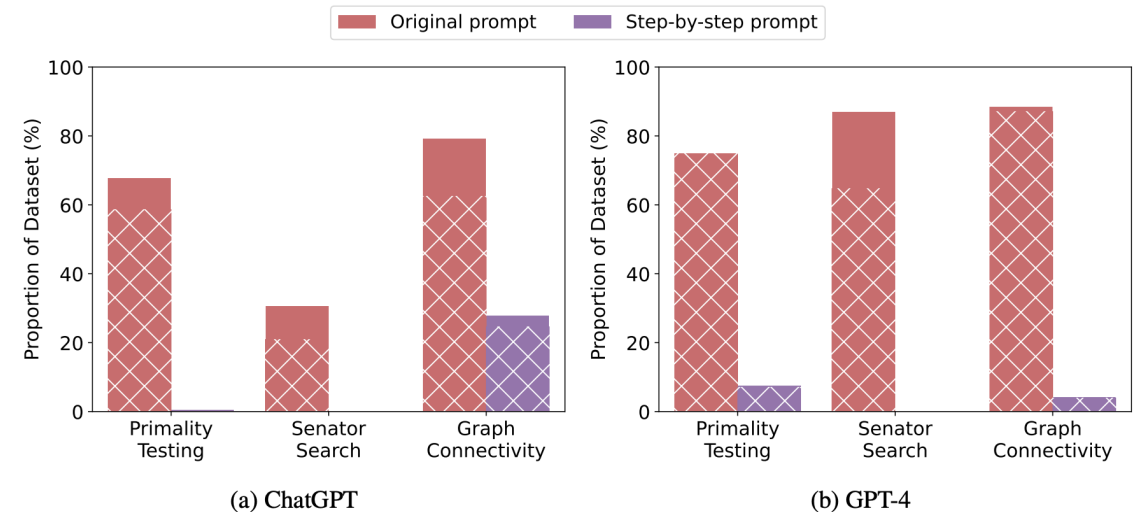 Original prompt
Step-by-step prompt
Proportion of Dataset (%)
100
80
60
40
20
0
Primality
Testing
Senator
Search
Graph
Connectivity
(a) ChatGPT
Proportion of Dataset (%)
100
80
60
40
20
0
Primality
Testing
Senator
Search
Graph
Connectivity
(b) GPT-4